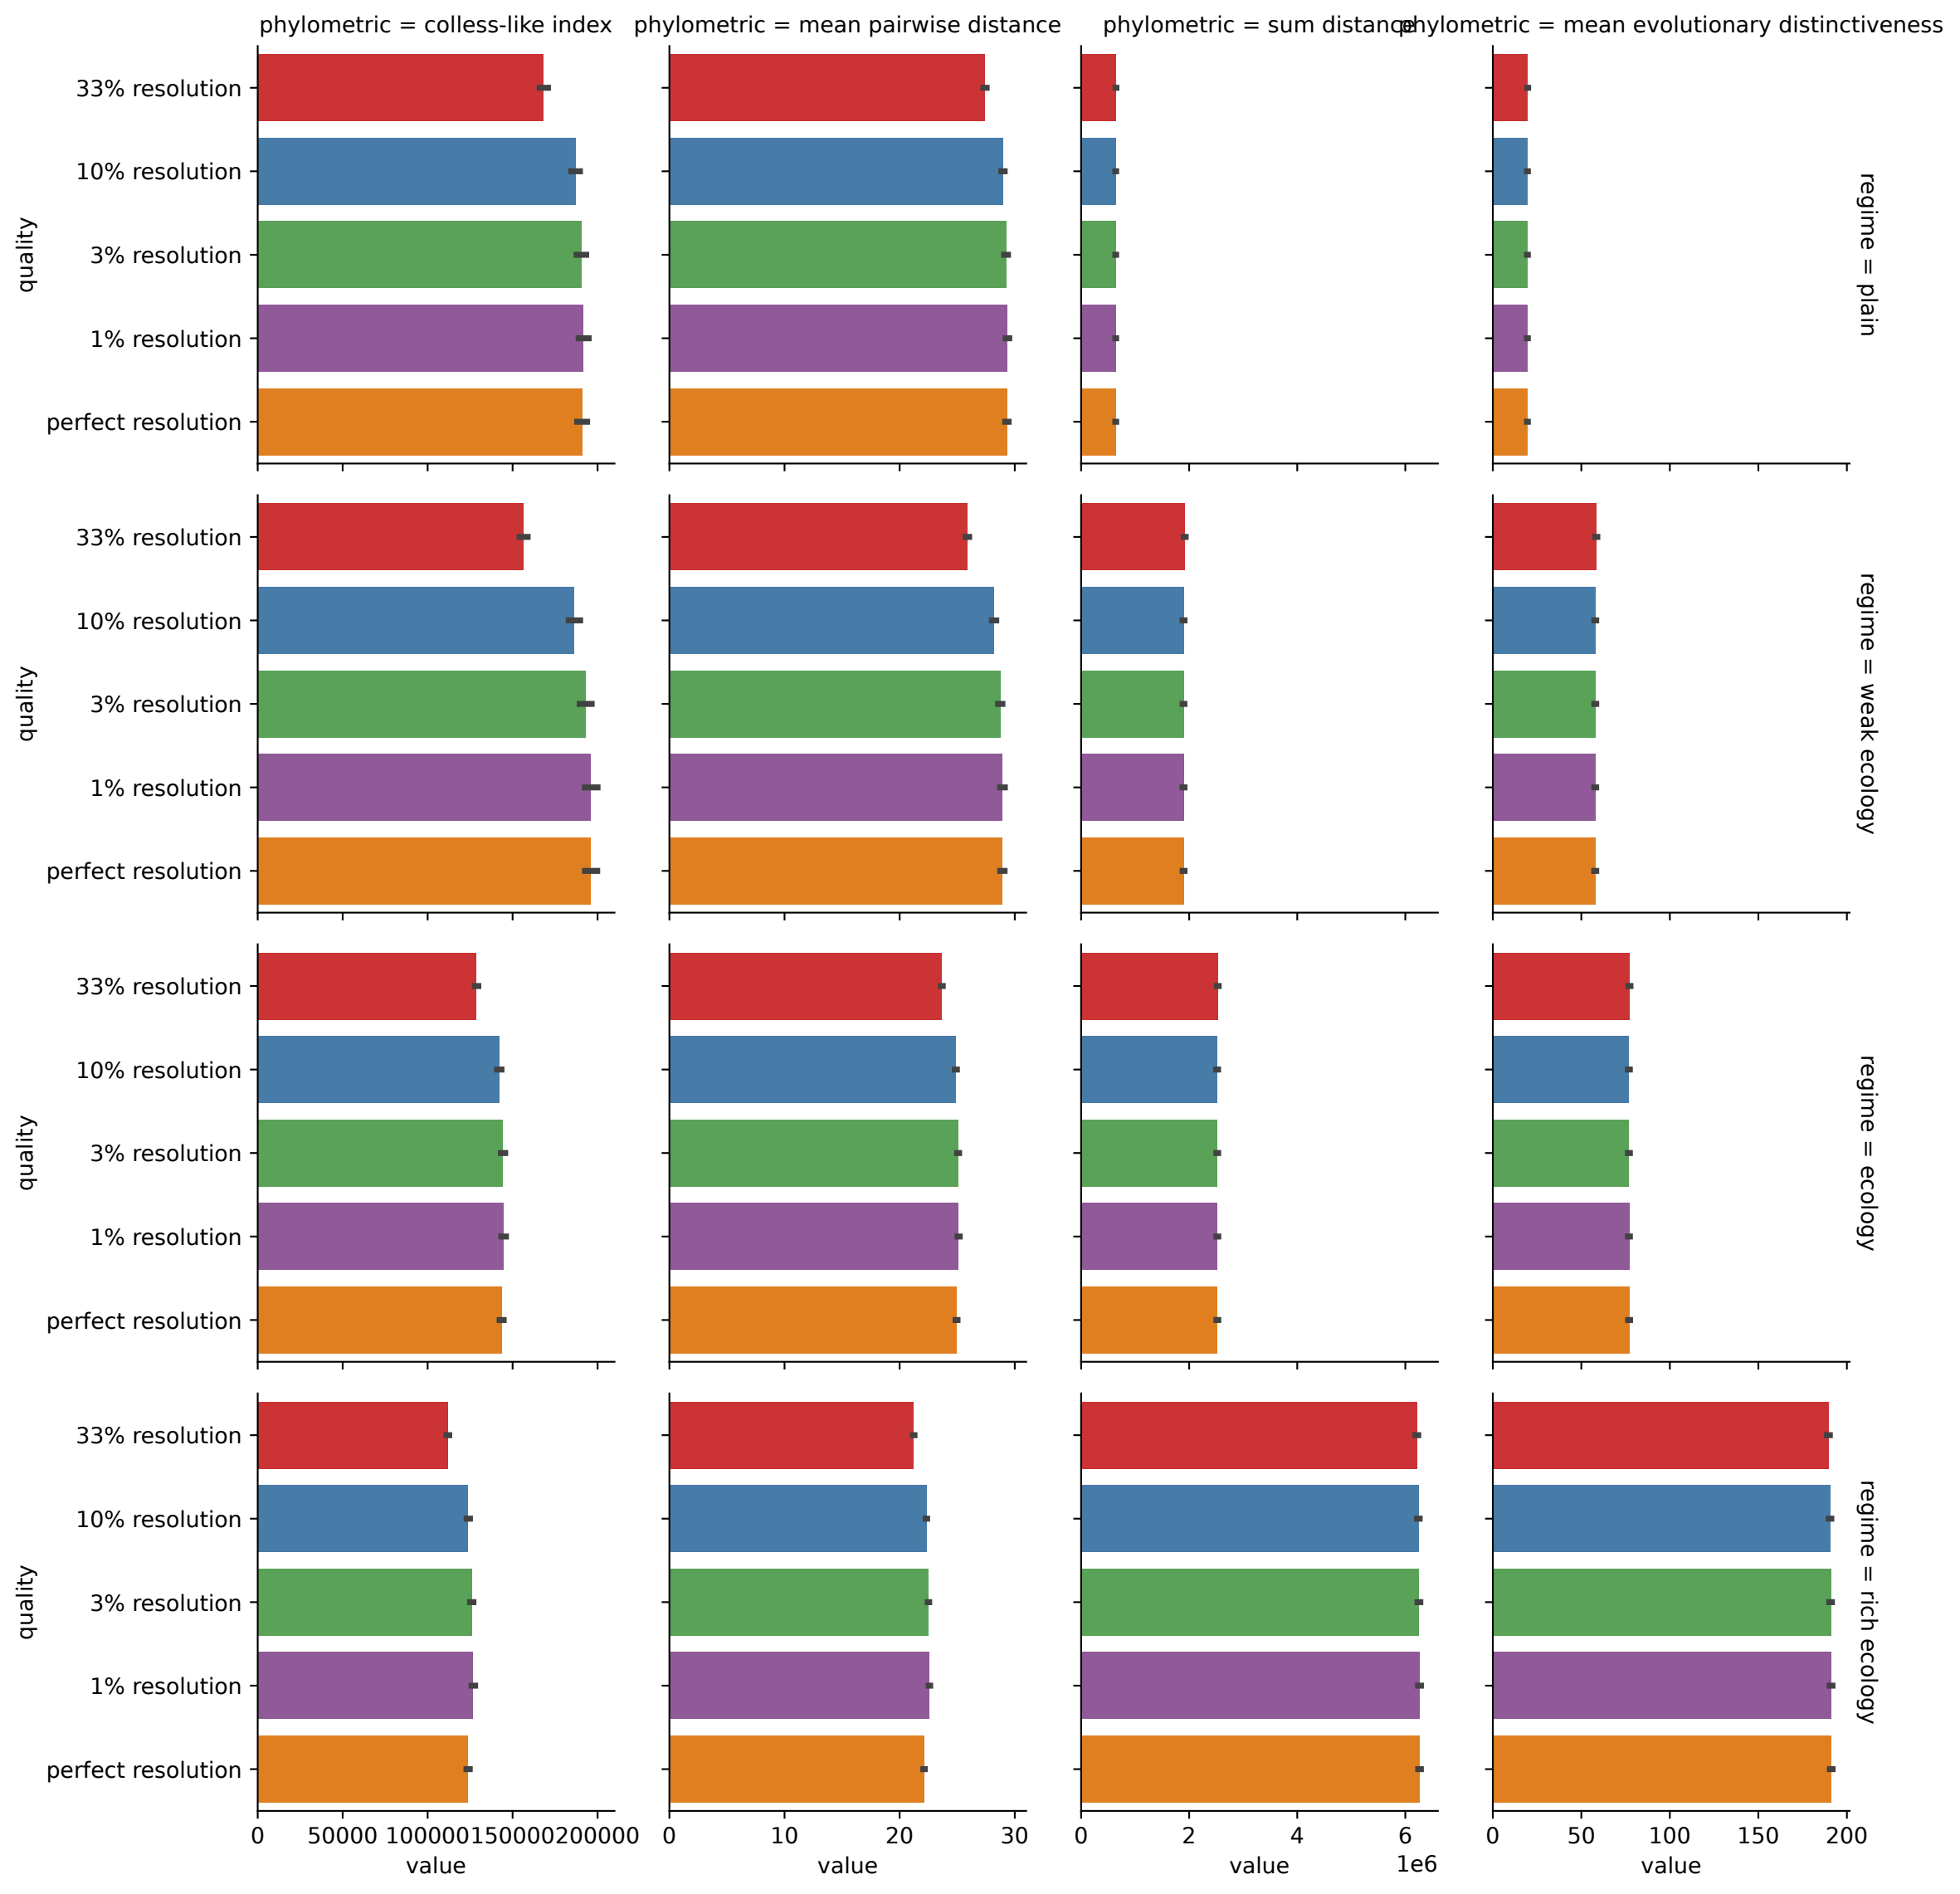 phylometric = colless-like index
phylometric = mean pairwise distance
phylometric = sum distance
phylometric = mean evolutionary distinctiveness
quality
33% resolution
10% resolution
3% resolution
1% resolution
perfect resolution
regime = plain
quality
33% resolution
10% resolution
3% resolution
1% resolution
perfect resolution
regime = weak ecology
quality
33% resolution
10% resolution
3% resolution
1% resolution
perfect resolution
regime = ecology
quality
33% resolution
10% resolution
3% resolution
1% resolution
perfect resolution
regime = rich ecology
0 50000 100000 150000 200000
value
0 10 20 30
value
0 2 4 6
1e6
value
0 50 100 150 200
value